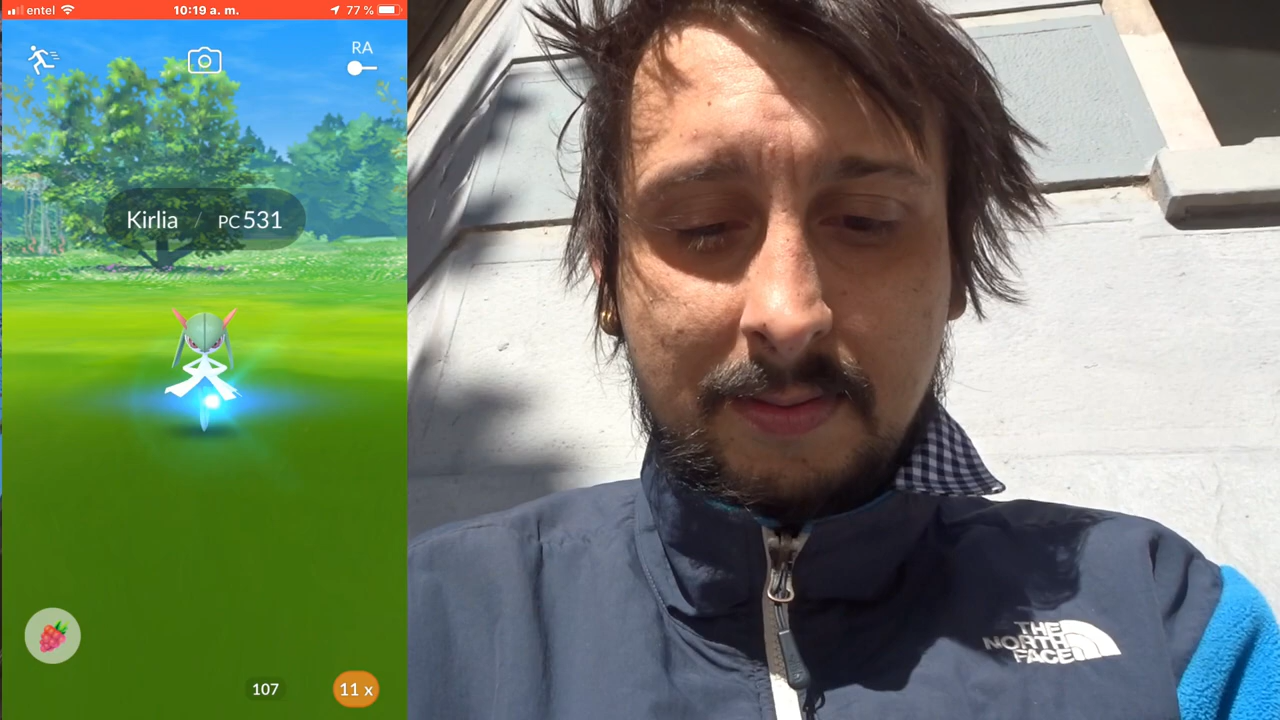 entel
10:19 a. m.
77 %
RA
Kirlia / PC531
107
11 x
THE
NORTH
FACE